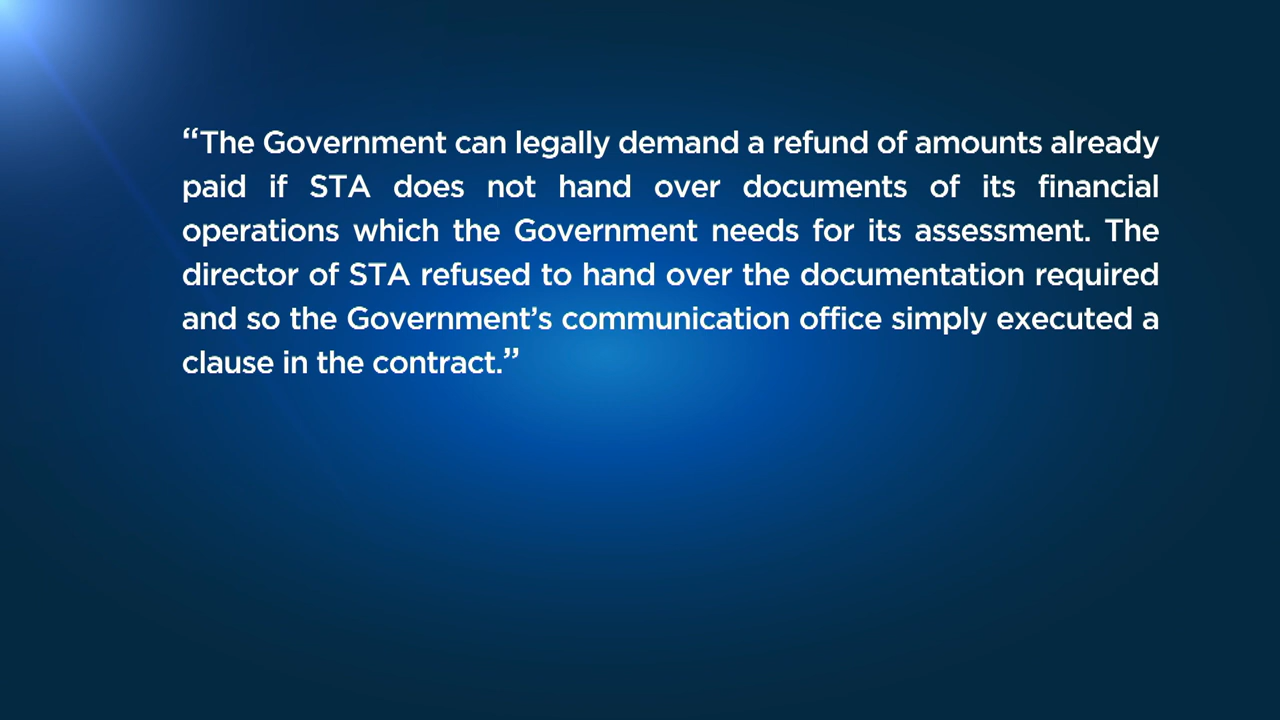 “The Government can legally demand a refund of amounts already
paid if STA does not hand over documents of its financial
operations which the Government needs for its assessment. The
director of STA refused to hand over the documentation required
and so the Government’s communication office simply executed a
clause in the contract.”